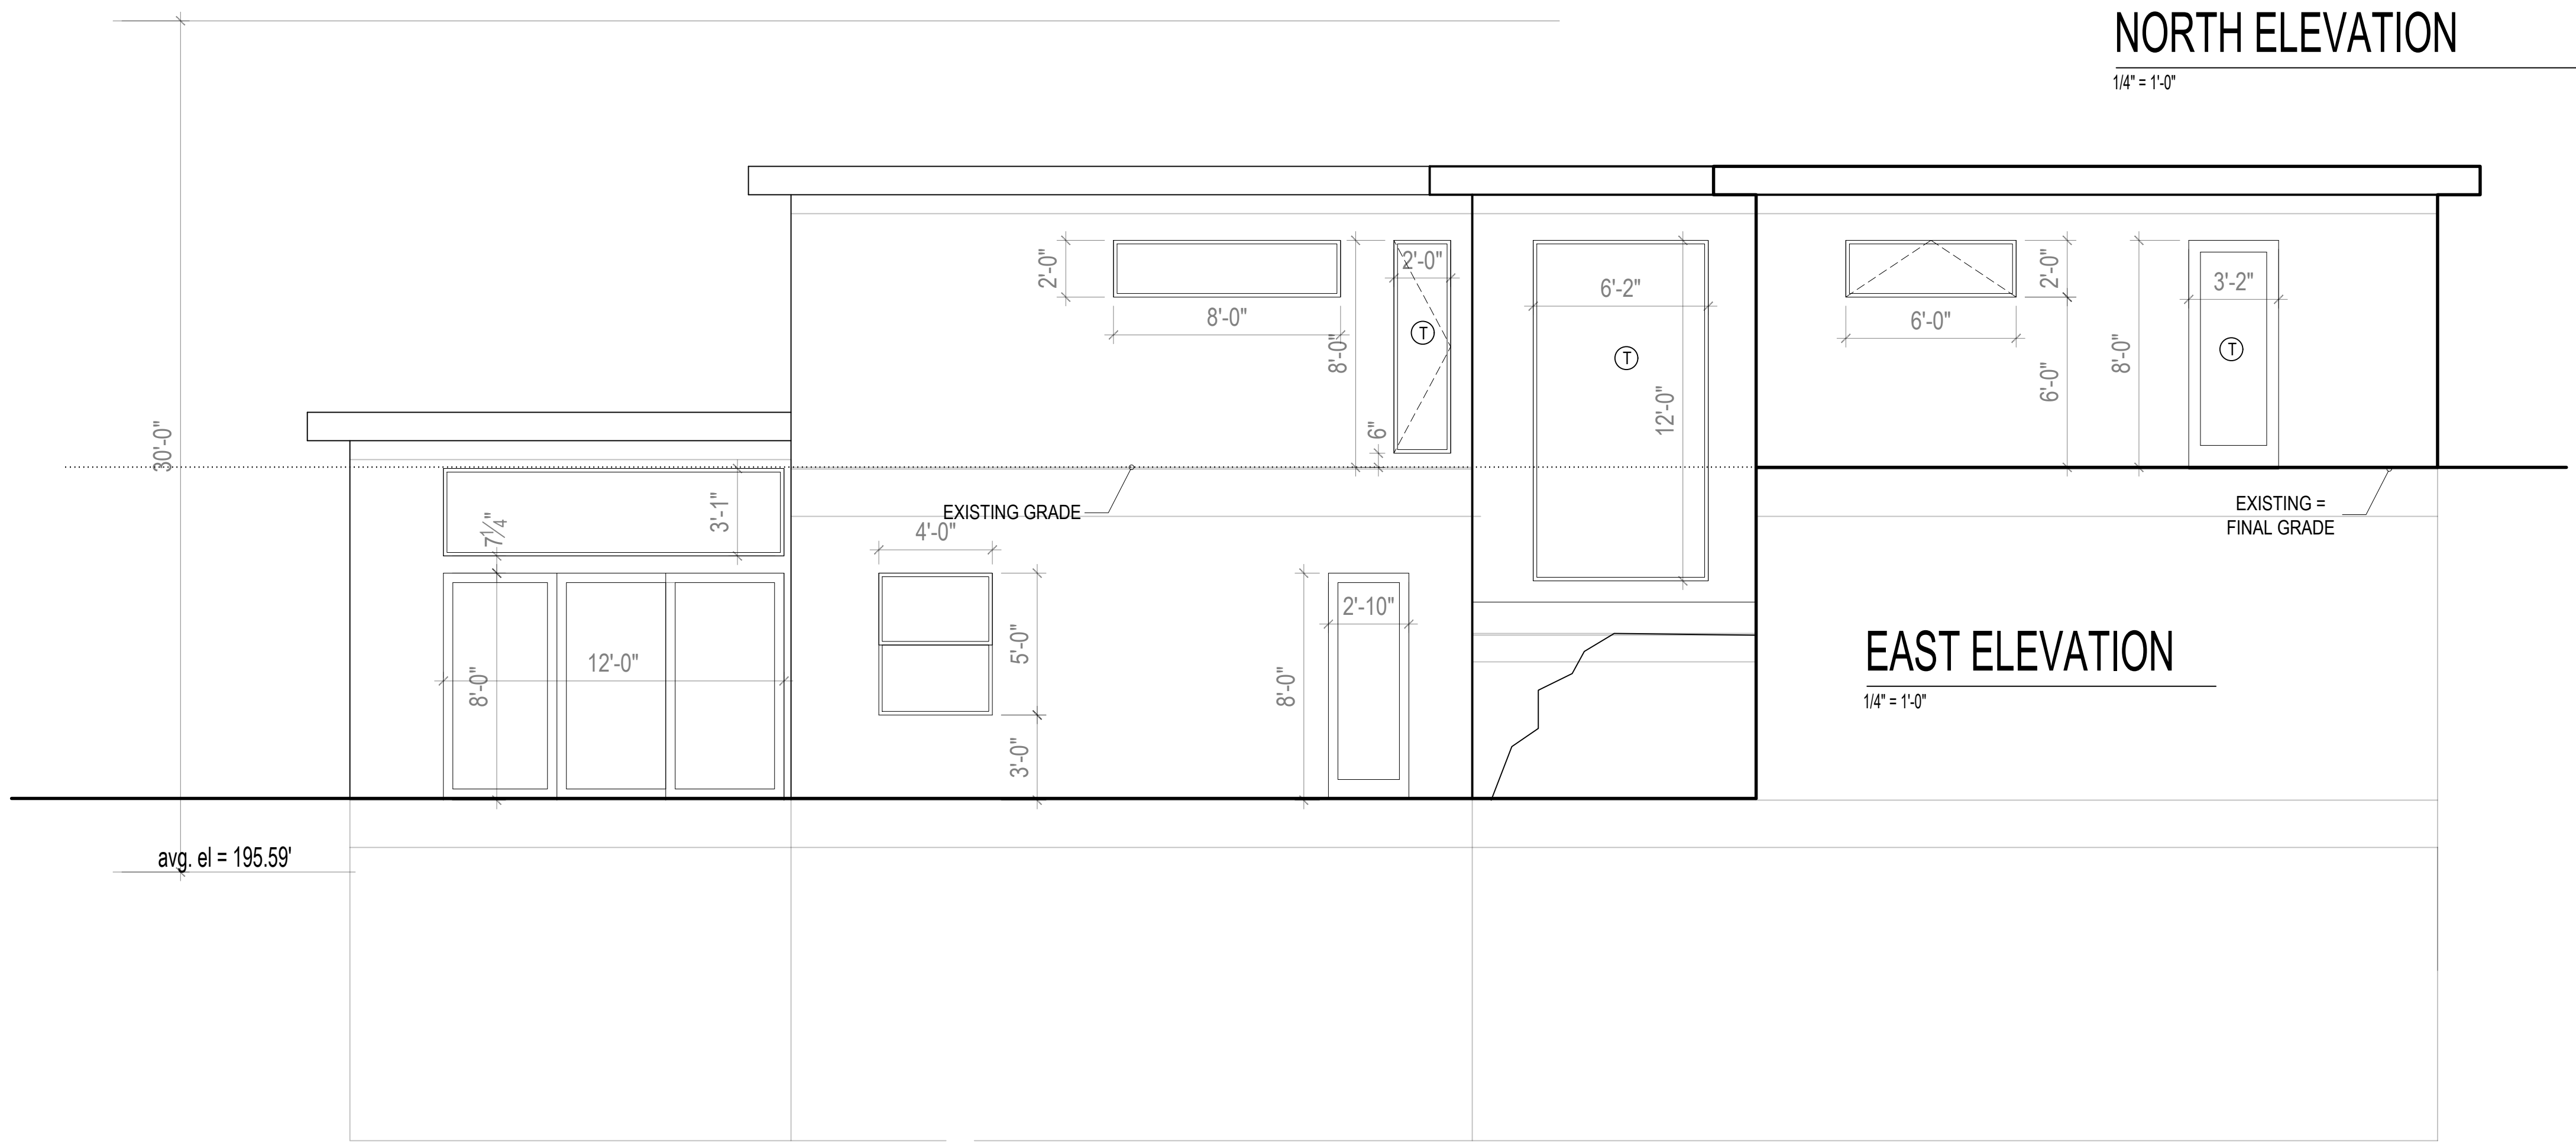 NORTH ELEVATION
1/4" = 1'-0"
2'-0"
8'-0"
8'-0"
6"
2'-0"
T
6'-2"
T
12'-0"
6'-0"
2'-0"
6'-0"
8'-0"
3'-2"
T
30'-0"
EXISTING GRADE
EXISTING =
FINAL GRADE
3'-1"
7 1/4"
4'-0"
5'-0"
3'-0"
8'-0"
2'-10"
12'-0"
8'-0"
EAST ELEVATION
1/4" = 1'-0"
avg. el = 195.59'